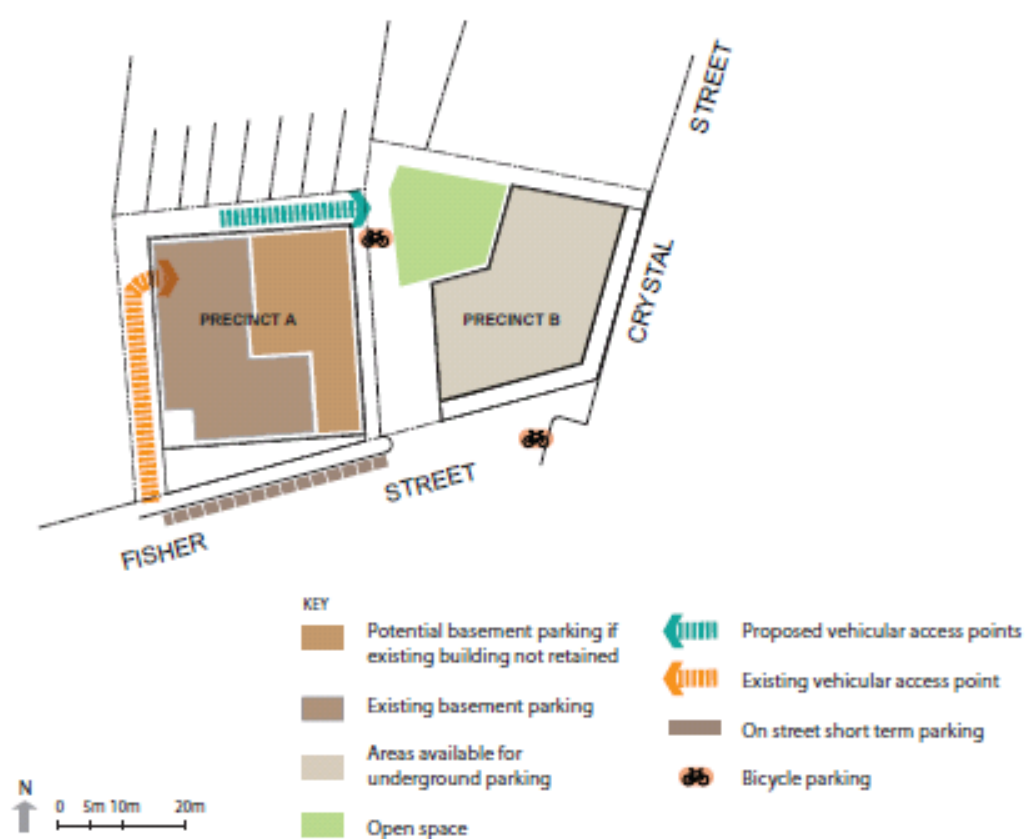 STREET
CRYSTAL
PRECINCT A
PRECINCT B
STREET
FISHER
KEY
Potential basement parking if
existing building not retained
Existing basement parking
Areas available for
underground parking
Open space
Proposed vehicular access points
Existing vehicular access point
On street short term parking
Bicycle parking
N
0 5m 10m 20m